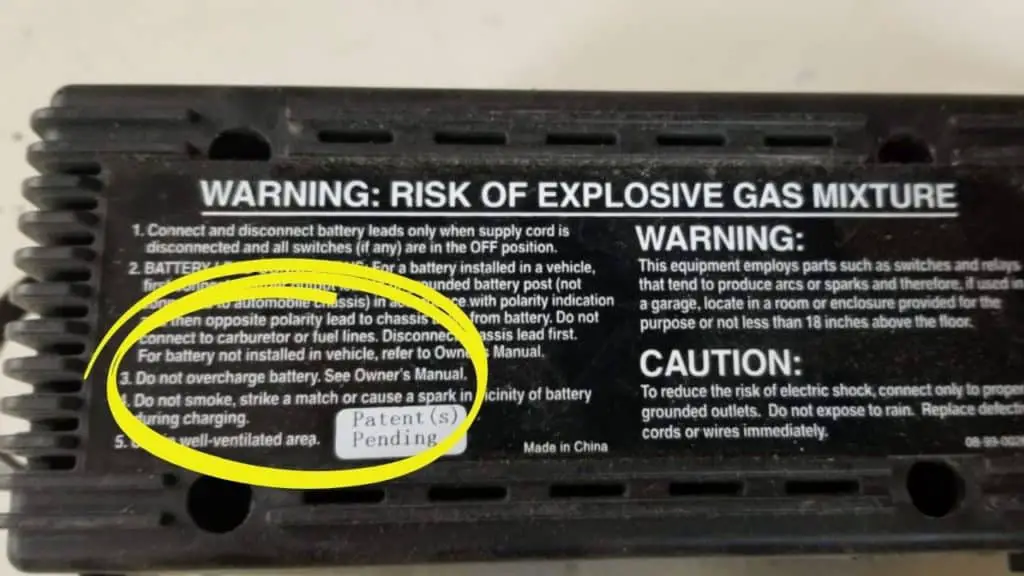 WARNING: RISK OF EXPLOSIVE GAS MIXTURE
1. Connect and disconnect battery leads only when supply cord is
disconnected and all switches (if any) are in the OFF position.
2. BATTERY For a battery installed in a vehicle,
grounded battery post (not
to automobile chassis) in with polarity indication
then opposite polarity lead to chassis from battery. Do not
connect to carburetor or fuel lines. Disconnect chassis lead first.
For battery not installed in vehicle, refer to Owner's Manual.
3. Do not overcharge battery. See Owner's Manual.
4. Do not smoke, strike a match or cause a spark in vicinity of battery
during charging.
5. well-ventilated area.
Patent(s)
Pending
Made in China
WARNING:
This equipment employs parts such as switches and relays
that tend to produce arcs or sparks and therefore, if used in
a garage, locate in a room or enclosure provided for the
purpose or not less than 18 inches above the floor.
CAUTION:
To reduce the risk of electric shock, connect only to proper
grounded outlets. Do not expose to rain. Replace
cords or wires immediately.